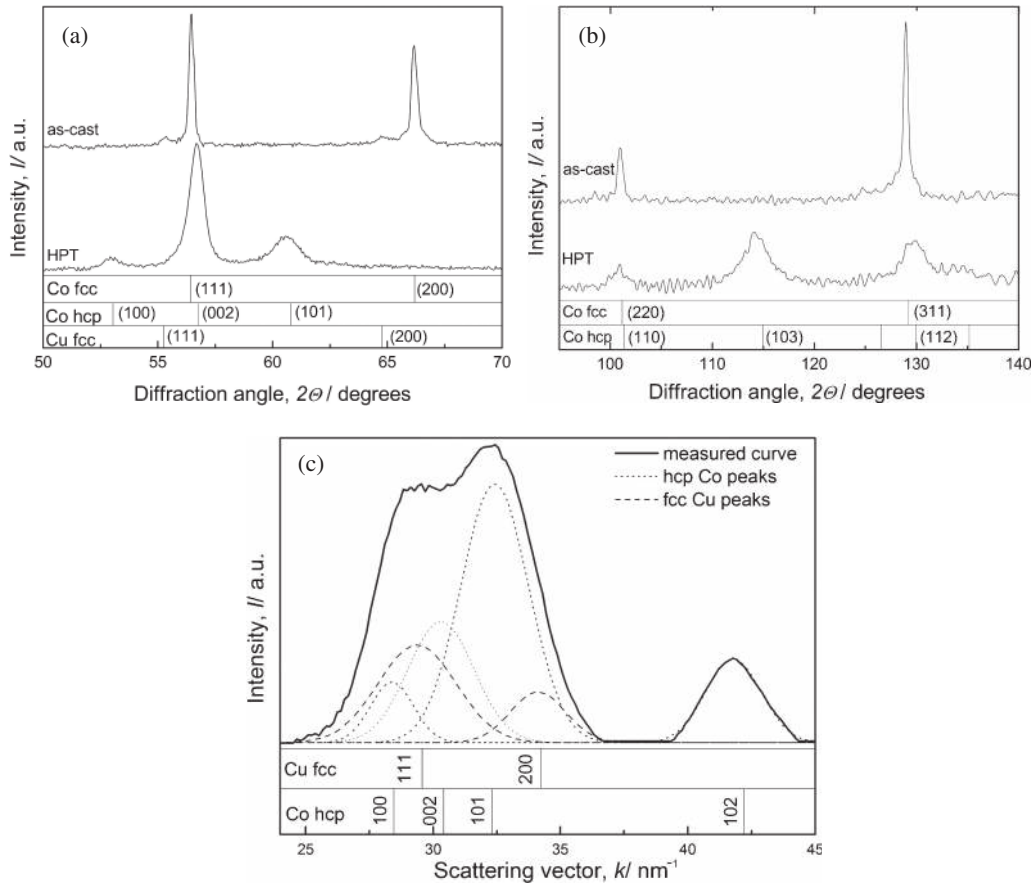 (a)
as-cast
HPT
Intensity, I/ a.u.
Co fcc (111) (200)
Co hcp (100) (002) (101)
Cu fcc (111) (200)
50 55 60 65 70
Diffraction angle, 2Θ / degrees
(b)
as-cast
HPT
Intensity, I/ a.u.
Co fcc (220) (311)
Co hcp (110) (103) (112)
100 110 120 130 140
Diffraction angle, 2Θ / degrees
(c)
measured curve
hcp Co peaks
fcc Cu peaks
Intensity, I/ a.u.
Cu fcc 111 200
Co hcp 100 002 101 102
25 30 35 40 45
Scattering vector, k/ nm⁻¹